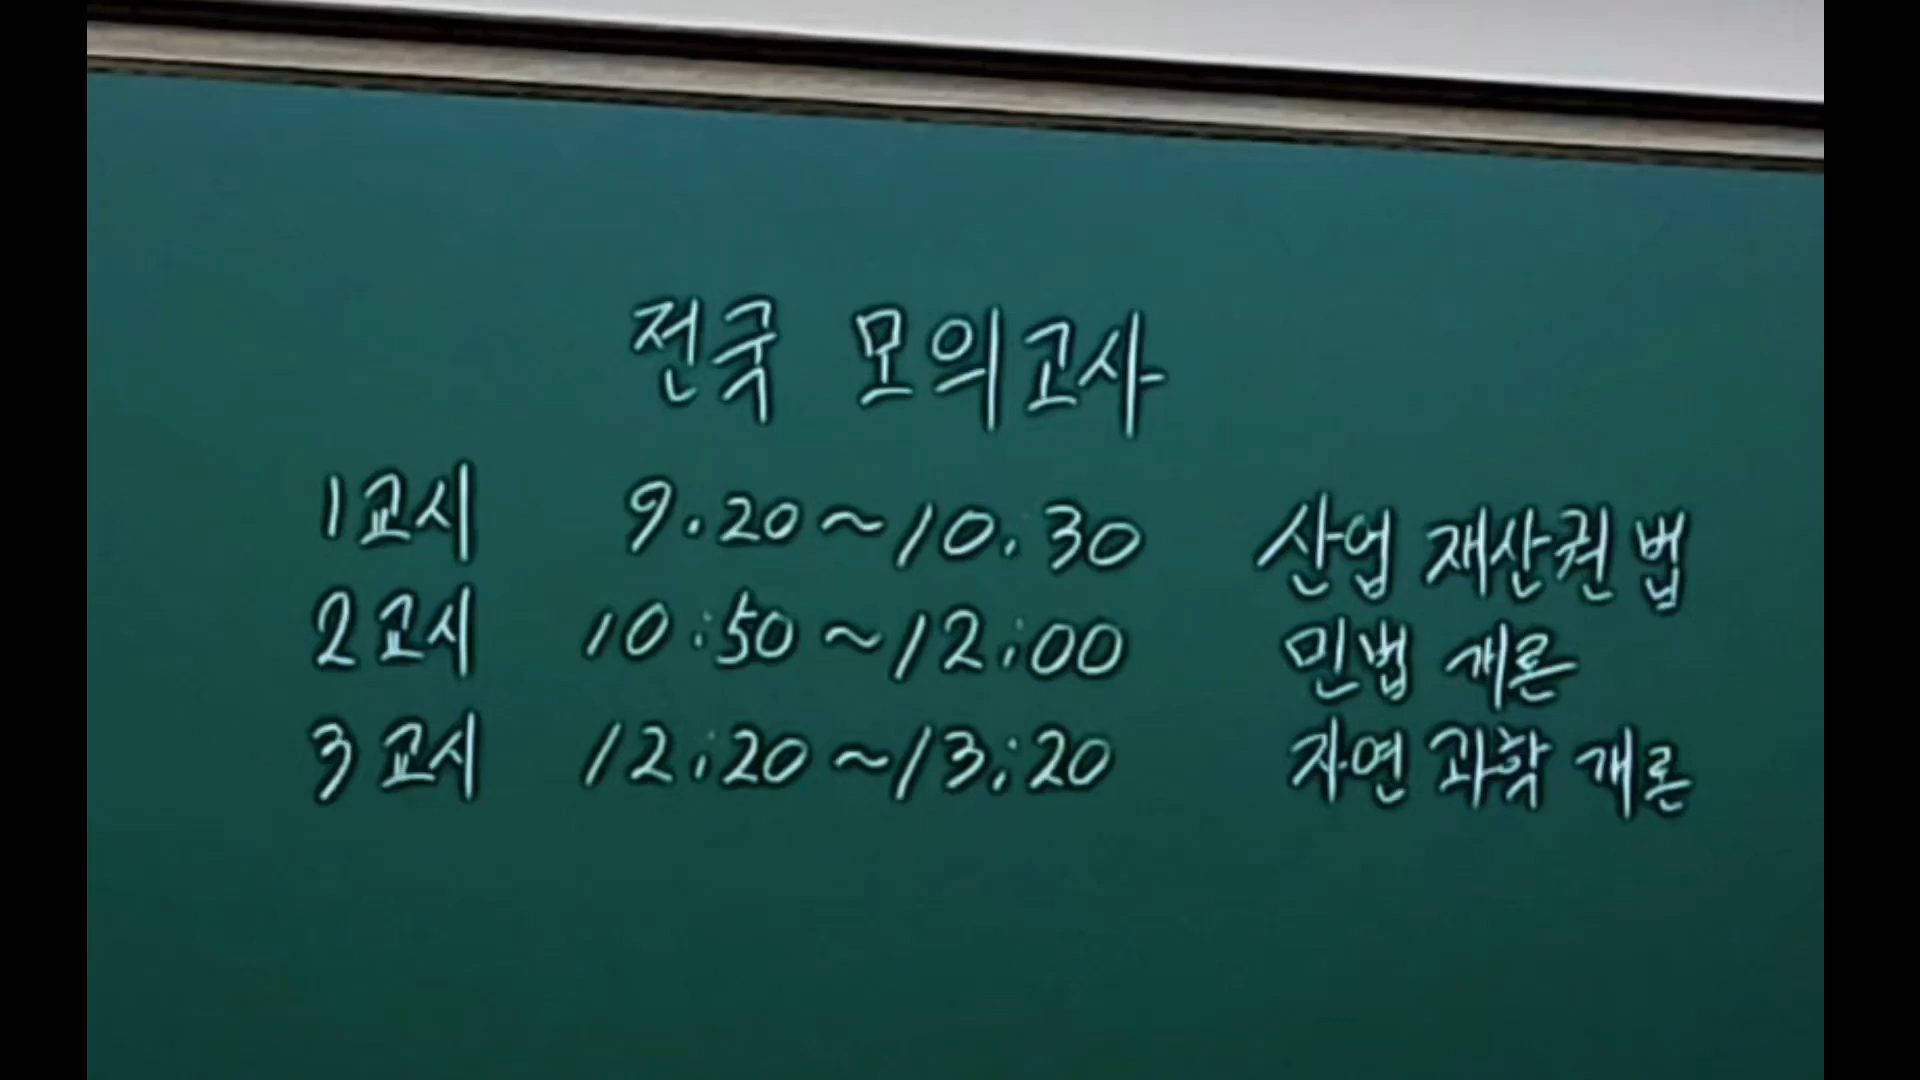 전국 모의고사
1교시 9.20~10.30 산업 재산권 법
2교시 10:50~12:00 민법 개론
3교시 12:20~13:20 자연 과학 개론